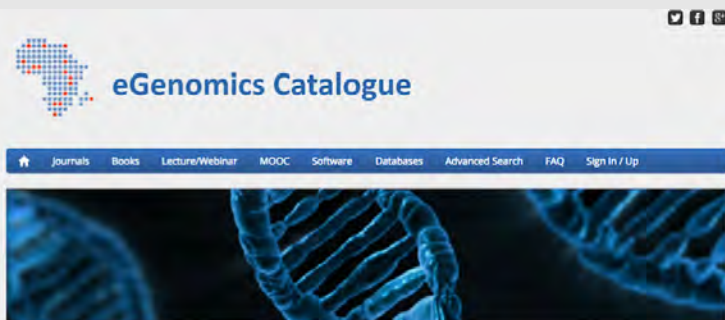 eGenomics Catalogue
Journals Books Lecture/Webinar MOOC Software Databases Advanced Search FAQ Sign In / Up